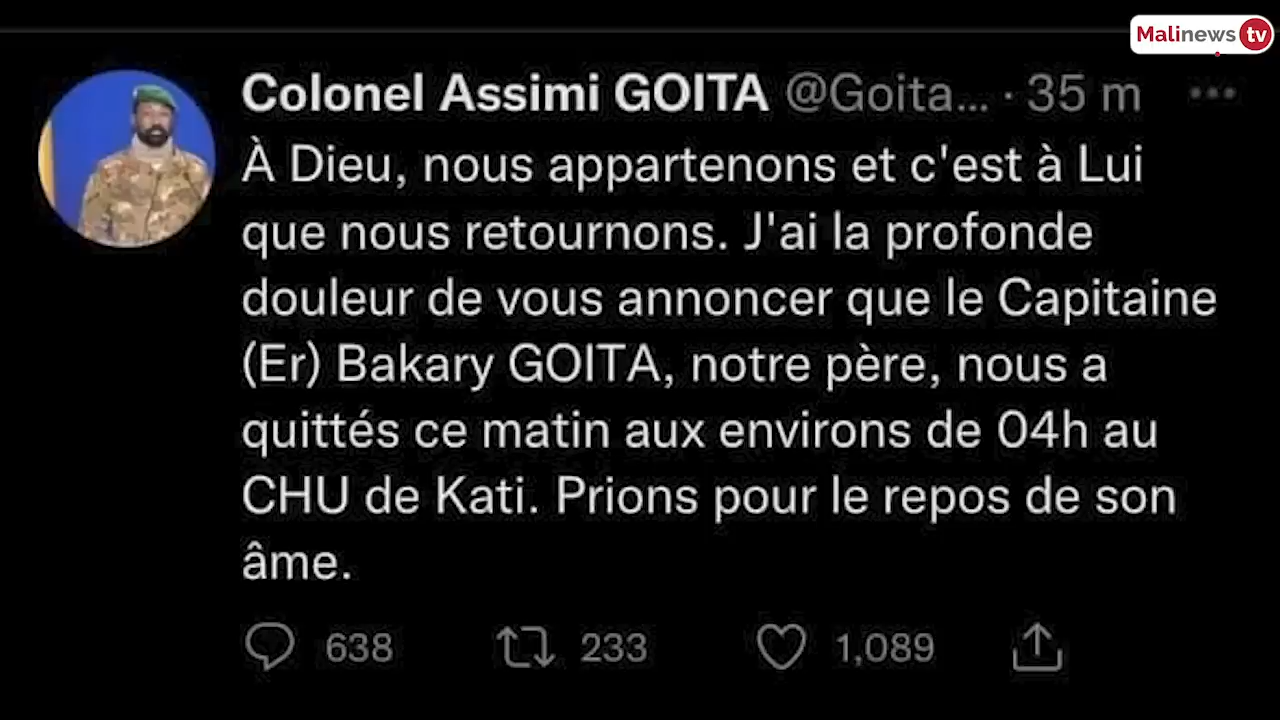 Malinews tv
Colonel Assimi GOITA @Goita... · 35 m
À Dieu, nous appartenons et c'est à Lui
que nous retournons. J'ai la profonde
douleur de vous annoncer que le Capitaine
(Er) Bakary GOITA, notre père, nous a
quittés ce matin aux environs de 04h au
CHU de Kati. Prions pour le repos de son
âme.
638 233 1,089